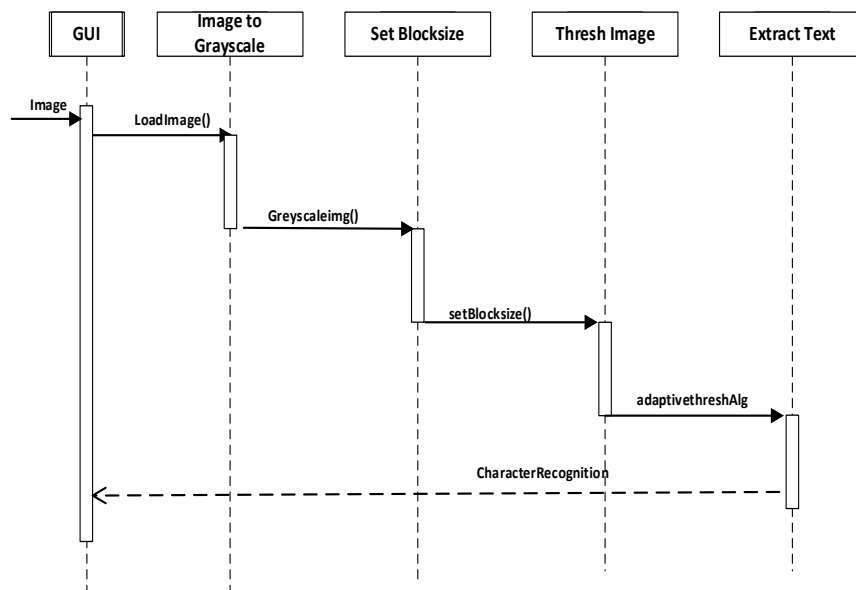 GUI
Image to
Grayscale
Set Blocksize
Thresh Image
Extract Text
Image
LoadImage()
Greyscaleimg()
setBlocksize()
adaptivethreshAlg
CharacterRecognition